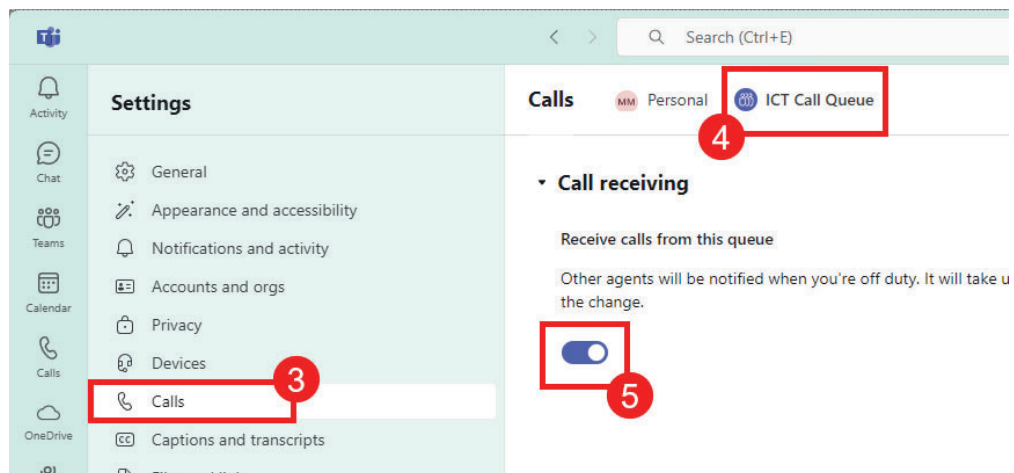 Search (Ctrl+E)
Activity
Chat
Teams
Calendar
Calls
OneDrive
Settings
General
Appearance and accessibility
Notifications and activity
Accounts and orgs
Privacy
Devices
3
Calls
CC Captions and transcripts
Calls MM Personal ICT Call Queue
4
Call receiving
Receive calls from this queue
Other agents will be notified when you're off duty. It will take u
the change.
5